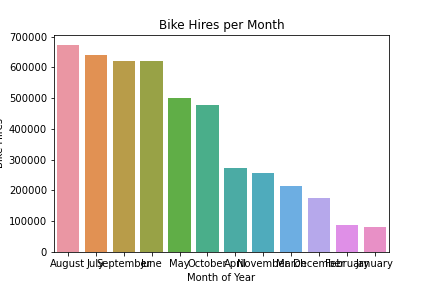 Bike Hires per Month
700000
600000
500000
400000
300000
200000
100000
0
Bike Hires
August July September June May October April November March December February January
Month of Year